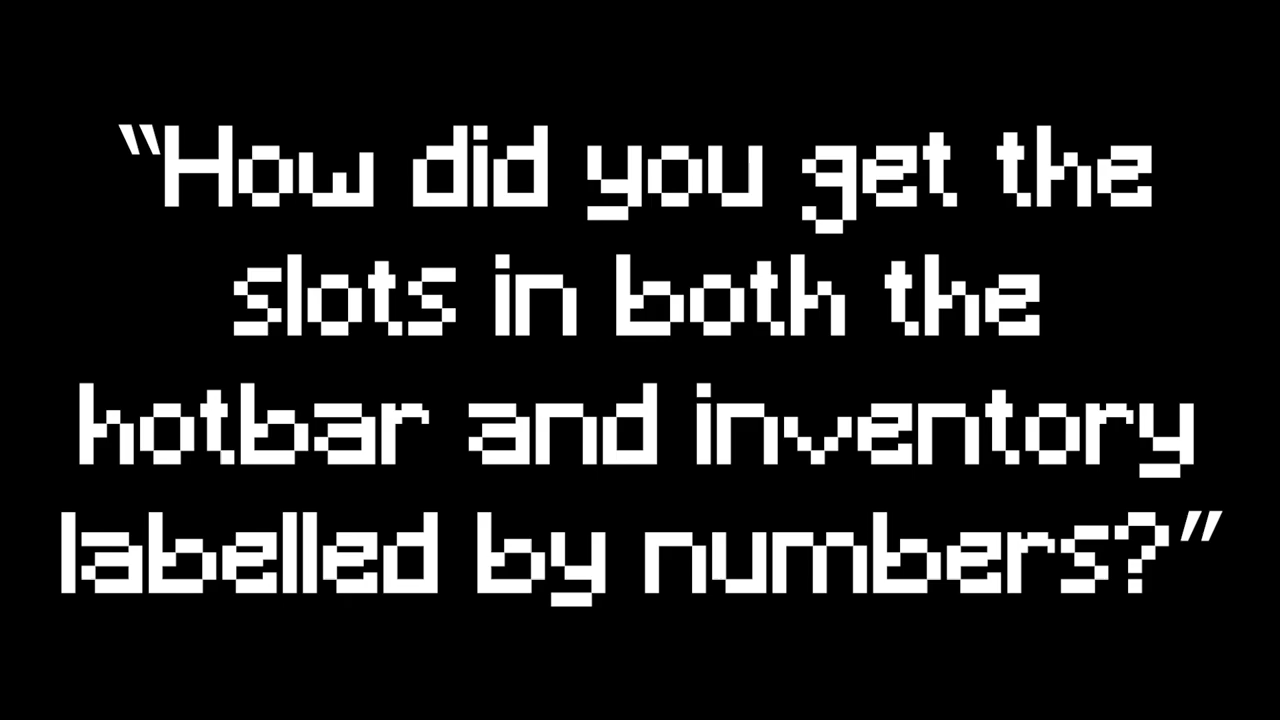 “How did you get the
slots in both the
hotbar and inventory
labelled by numbers?”